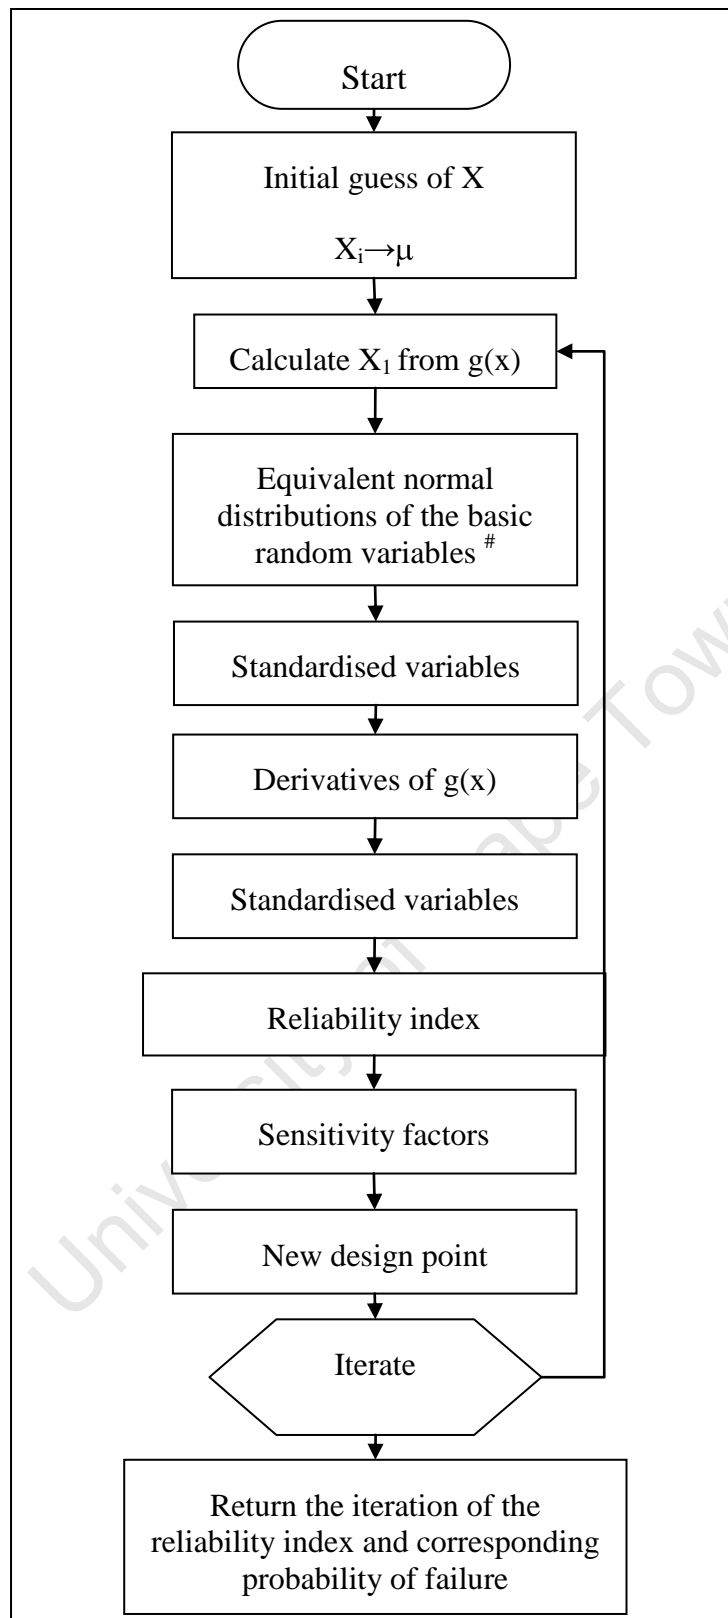 Start
Initial guess of X
Xᵢ→μ
Calculate X₁ from g(x)
Equivalent normal
distributions of the basic
random variables #
Standardised variables
Derivatives of g(x)
Standardised variables
Reliability index
Sensitivity factors
New design point
Iterate
Return the iteration of the
reliability index and corresponding
probability of failure